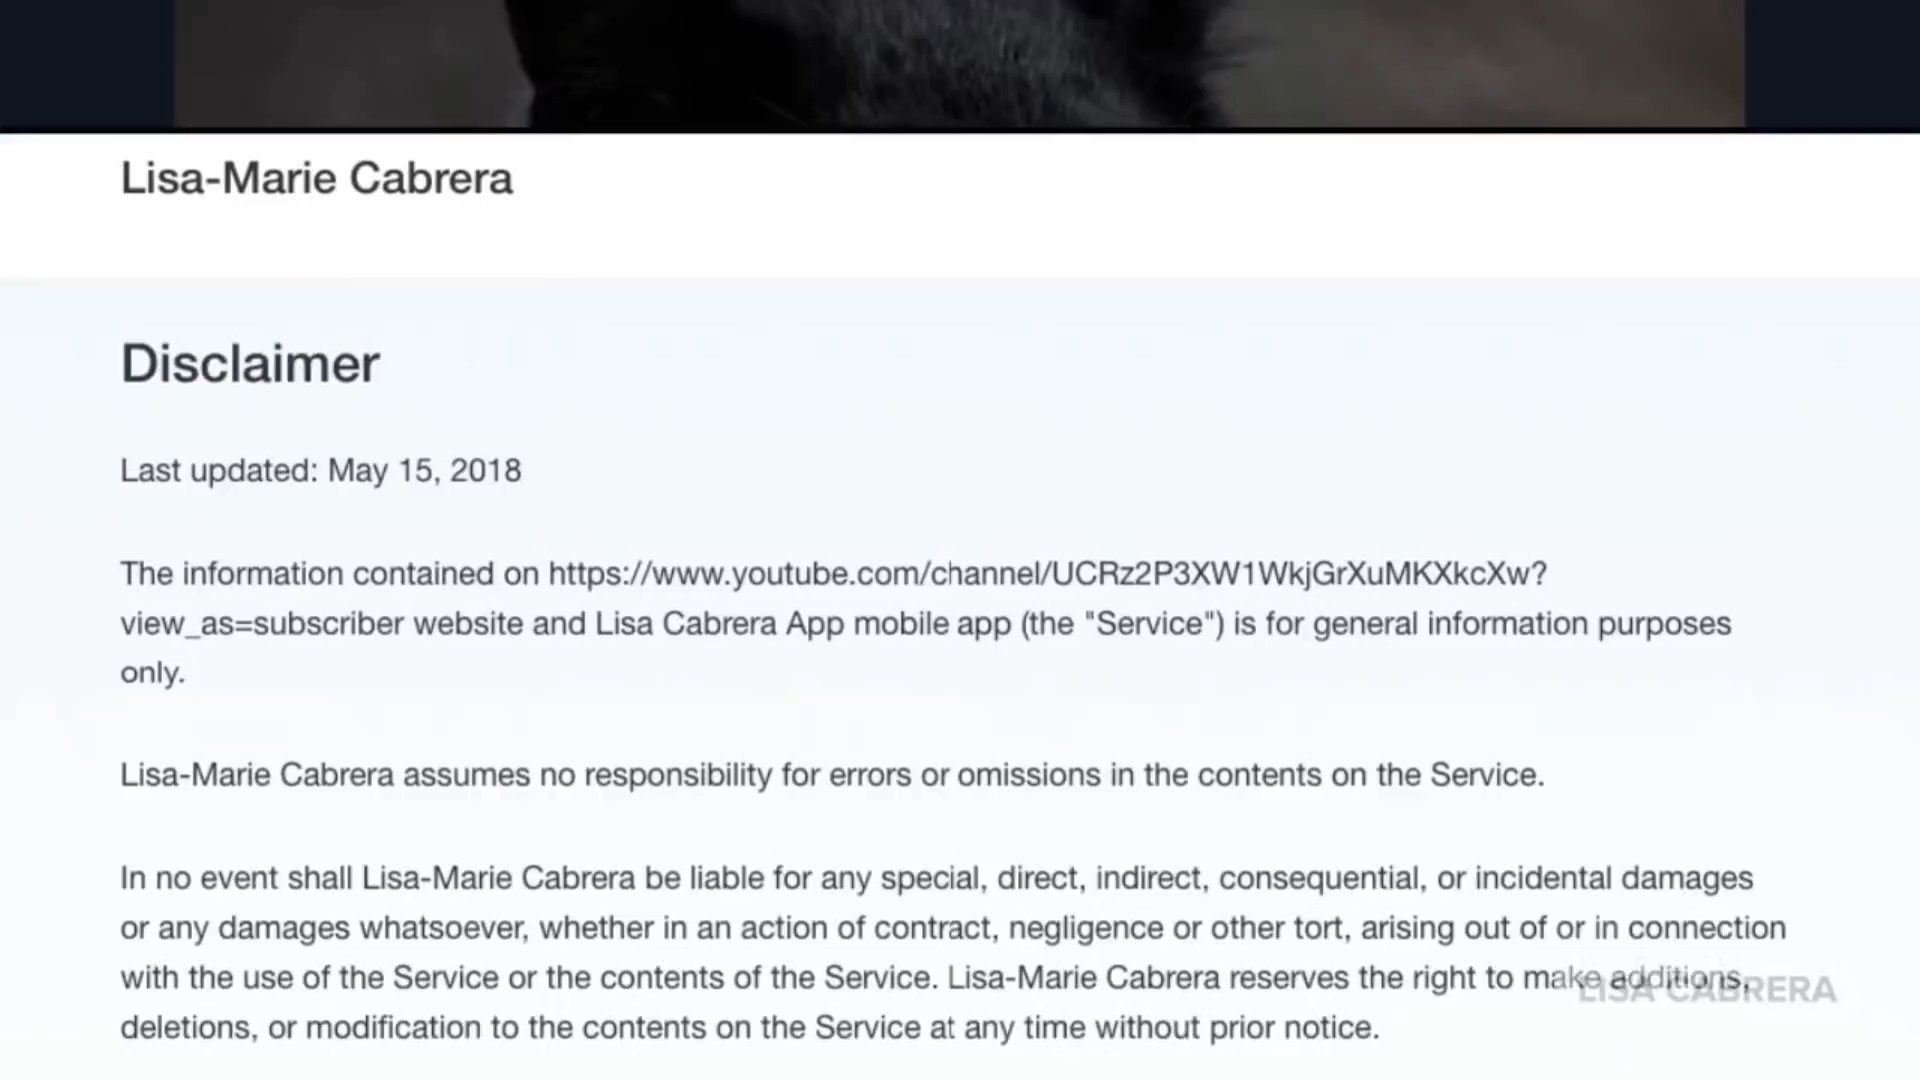 Lisa-Marie Cabrera
Disclaimer
Last updated: May 15, 2018
The information contained on https://www.youtube.com/channel/UCRz2P3XW1WkjGrXuMKXkcXw?
view_as=subscriber website and Lisa Cabrera App mobile app (the "Service") is for general information purposes
only.
Lisa-Marie Cabrera assumes no responsibility for errors or omissions in the contents on the Service.
In no event shall Lisa-Marie Cabrera be liable for any special, direct, indirect, consequential, or incidental damages
or any damages whatsoever, whether in an action of contract, negligence or other tort, arising out of or in connection
with the use of the Service or the contents of the Service. Lisa-Marie Cabrera reserves the right to make additions,
LISA CABRERA
deletions, or modification to the contents on the Service at any time without prior notice.